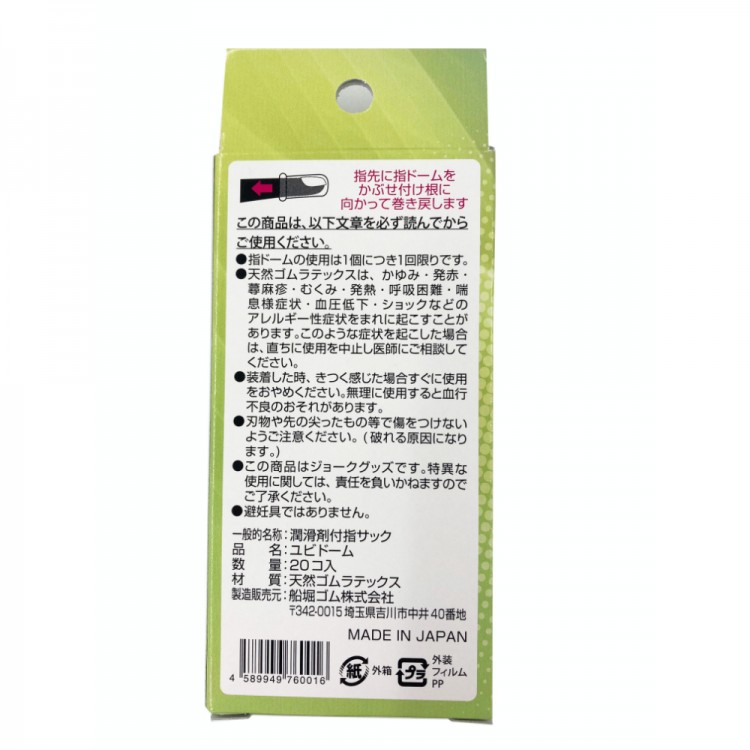 指先に指ドームを
かぶせ付け根に
向かって巻き戻します
この商品は、以下文章を必ず読んでから
ご使用ください。
●指ドームの使用は1個につき1回限りです。
●天然ゴムラテックスは、かゆみ・発赤・
蕁麻疹・むくみ・発熱・呼吸困難・喘
息様症状・血圧低下・ショックなどの
アレルギー性症状をまれに起こすことが
あります。このような症状を起こした場合
は、直ちに使用を中止し医師にご相談して
ください。
●装着した時、きつく感じた場合すぐに使用
をおやめください。無理に使用すると血行
不良のおそれがあります。
●刃物や先の尖ったもの等で傷をつけない
ようご注意ください。(破れる原因になり
ます。)
●この商品はジョークグッズです。特異な
使用に関しては、責任を負いかねますので
ご了承ください。
●避妊具ではありません。
一般的名称:潤滑剤付指サック
品名:ユビドーム
数量:20コ入
材質:天然ゴムラテックス
製造販売元:船堀ゴム株式会社
〒342-0015 埼玉県吉川市中井40番地
MADE IN JAPAN
4 589949 760016
紙 外箱
プラ 外装
フィルム
PP